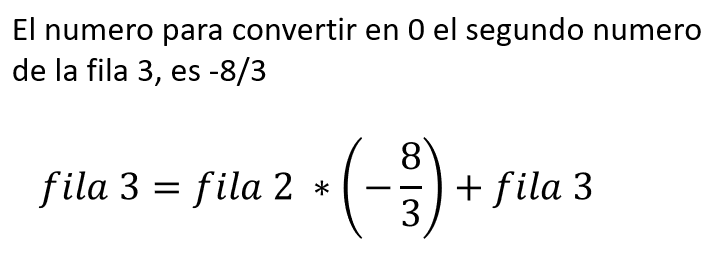 El numero para convertir en 0 el segundo numero
de la fila 3, es -8/3
fila 3 = fila 2 * (-8/3) + fila 3